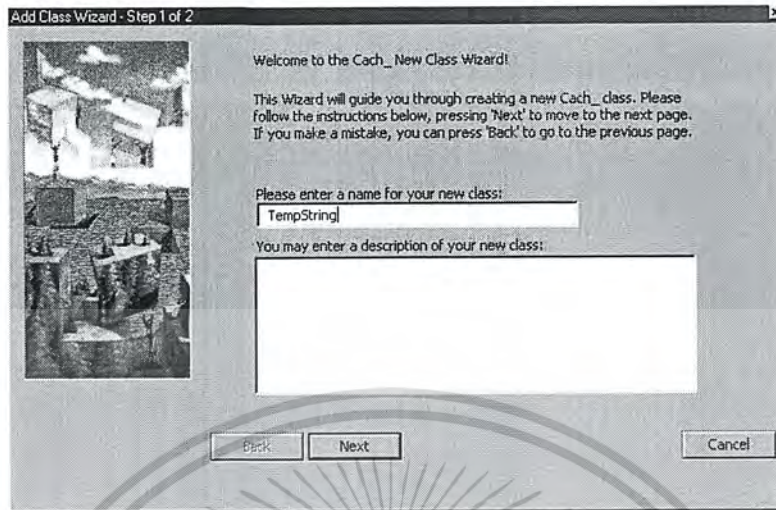 Add Class Wizard - Step 1 of 2
Welcome to the Cach_ New Class Wizard!
This Wizard will guide you through creating a new Cach_ class. Please
follow the instructions below, pressing 'Next' to move to the next page.
If you make a mistake, you can press 'Back' to go to the previous page.
Please enter a name for your new class:
TempString
You may enter a description of your new class:
Back Next Cancel